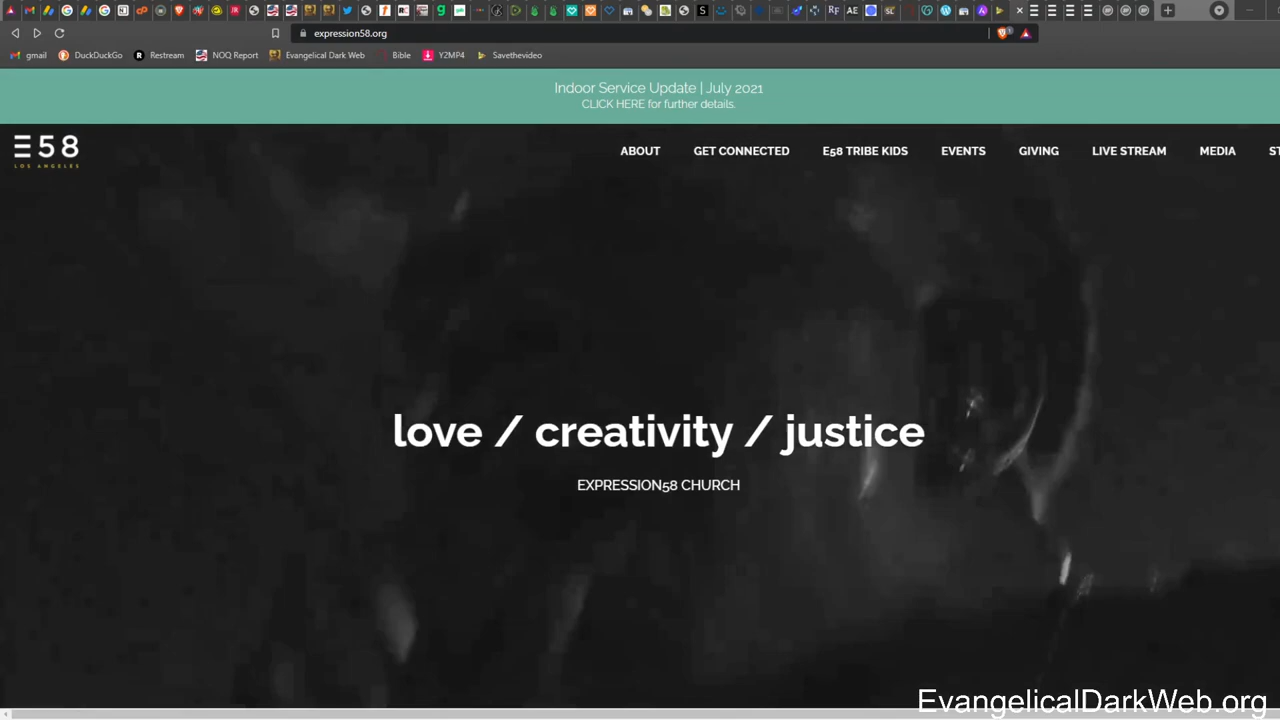 expression58.org
gmail DuckDuckGo Restream NOQ Report Evangelical Dark Web Bible Y2MP4 Savethevideo
Indoor Service Update | July 2021
CLICK HERE for further details.
E58
LOS ANGELES
ABOUT GET CONNECTED E58 TRIBE KIDS EVENTS GIVING LIVE STREAM MEDIA ST
love / creativity / justice
EXPRESSION58 CHURCH
EvangelicalDarkWeb.org